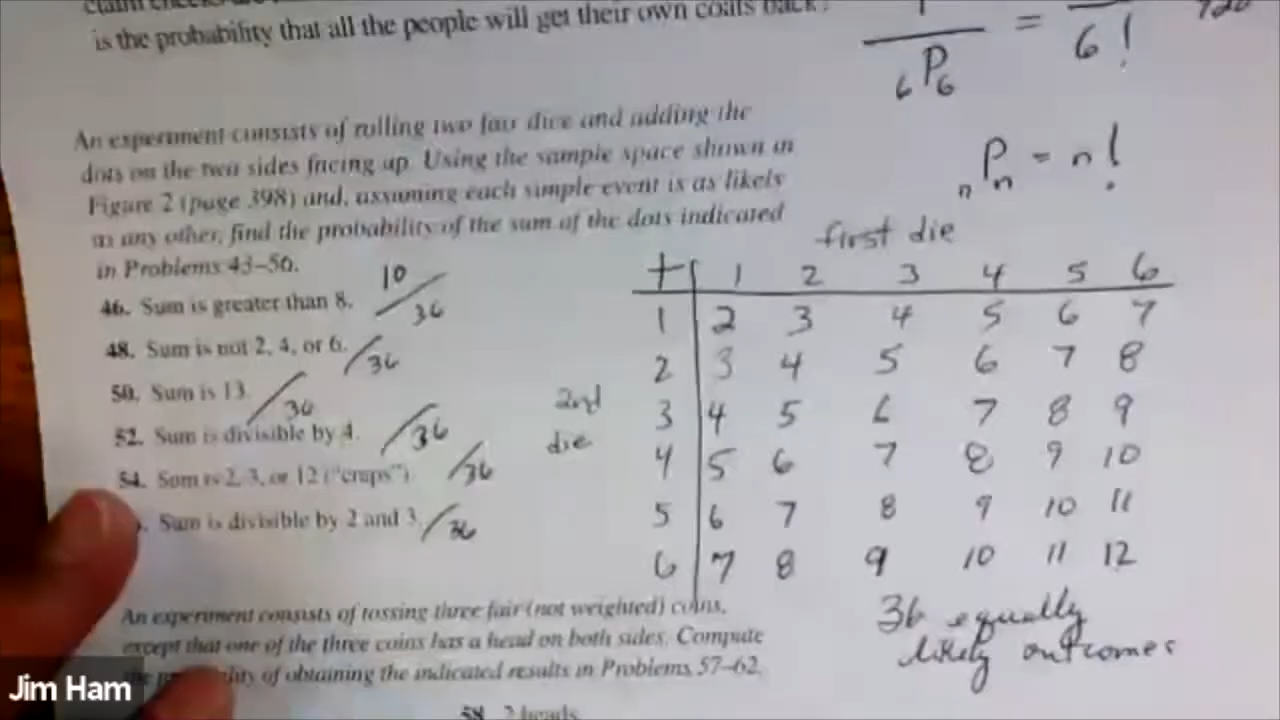 is the probability that all the people will get their own coats back?
1 / 6P6 = / 6!
nPn = n!
An experiment consists of rolling two fair dice and adding the
dots on the two sides facing up. Using the sample space shown in
Figure 2 (page 398) and, assuming each simple event is as likely
as any other, find the probability of the sum of the dots indicated
in Problems 43–56.
46. Sum is greater than 8. 10/36
48. Sum is not 2, 4, or 6. /36
50. Sum is 13. /36
52. Sum is divisible by 4. /36
54. Sum is 2, 3, or 12 ("craps"). /36
Sum is divisible by 2 and 3. /36
first die
+ 1 2 3 4 5 6
1 2 3 4 5 6 7
2 3 4 5 6 7 8
3 4 5 6 7 8 9
4 5 6 7 8 9 10
5 6 7 8 9 10 11
6 7 8 9 10 11 12
2nd
die
36 equally
likely outcomes
An experiment consists of tossing three fair (not weighted) coins,
except that one of the three coins has a head on both sides. Compute
of obtaining the indicated results in Problems 57–62.
58. 2 heads
Jim Ham